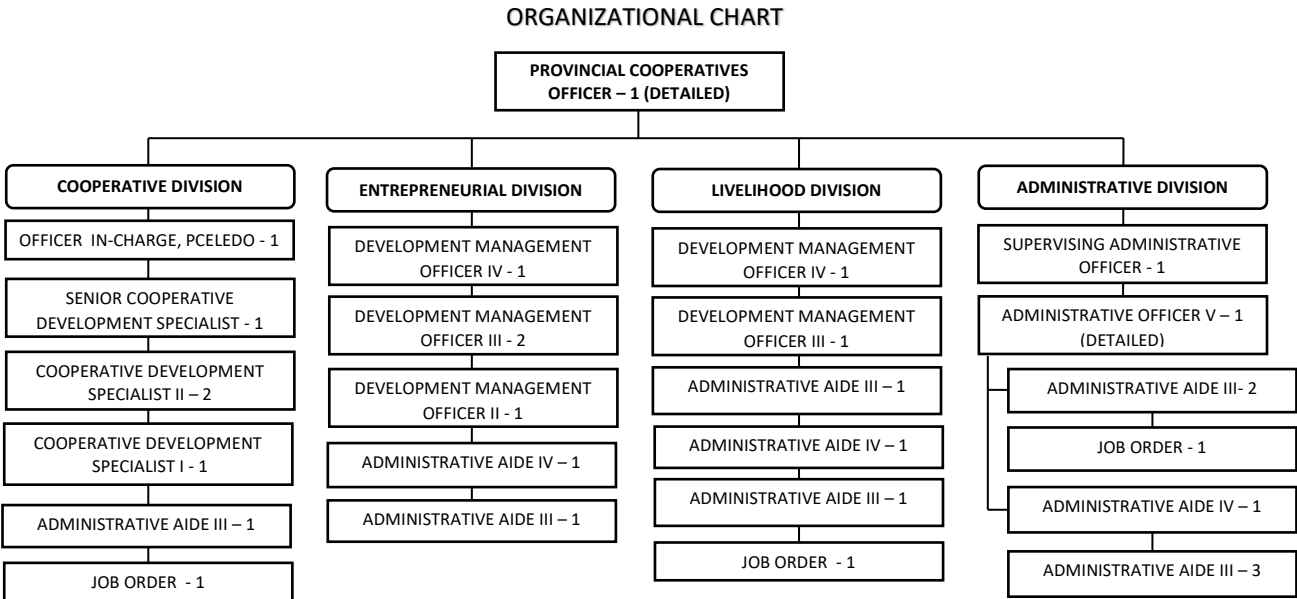 ORGANIZATIONAL CHART
PROVINCIAL COOPERATIVES
OFFICER – 1 (DETAILED)
COOPERATIVE DIVISION
OFFICER IN-CHARGE, PCELEDO - 1
SENIOR COOPERATIVE
DEVELOPMENT SPECIALIST - 1
COOPERATIVE DEVELOPMENT
SPECIALIST II – 2
COOPERATIVE DEVELOPMENT
SPECIALIST I - 1
ADMINISTRATIVE AIDE III – 1
JOB ORDER - 1
ENTREPRENEURIAL DIVISION
DEVELOPMENT MANAGEMENT
OFFICER IV - 1
DEVELOPMENT MANAGEMENT
OFFICER III - 2
DEVELOPMENT MANAGEMENT
OFFICER II - 1
ADMINISTRATIVE AIDE IV – 1
ADMINISTRATIVE AIDE III – 1
LIVELIHOOD DIVISION
DEVELOPMENT MANAGEMENT
OFFICER IV - 1
DEVELOPMENT MANAGEMENT
OFFICER III - 1
ADMINISTRATIVE AIDE III – 1
ADMINISTRATIVE AIDE IV – 1
ADMINISTRATIVE AIDE III – 1
JOB ORDER - 1
ADMINISTRATIVE DIVISION
SUPERVISING ADMINISTRATIVE
OFFICER - 1
ADMINISTRATIVE OFFICER V – 1
(DETAILED)
ADMINISTRATIVE AIDE III- 2
JOB ORDER - 1
ADMINISTRATIVE AIDE IV – 1
ADMINISTRATIVE AIDE III – 3